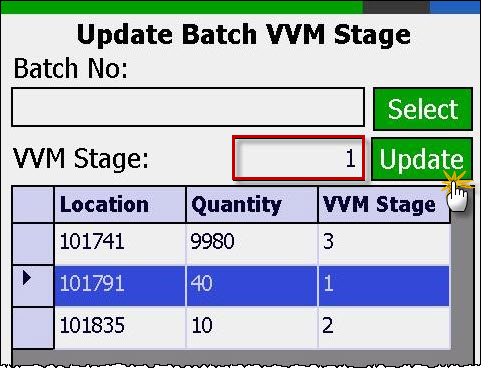 Update Batch VVM Stage
Batch No:
Select
VVM Stage: 1 Update
Location Quantity VVM Stage
101741 9980 3
101791 40 1
101835 10 2